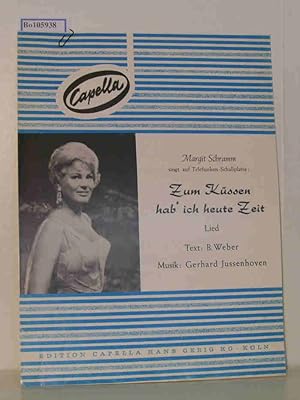 Bo105938
Capella
Margit Schramm
singt auf Telefunken-Schallplatte:
Zum Küssen
hab' ich heute Zeit
Lied
Text: B. Weber
Musik: Gerhard Jussenhoven
EDITION CAPELLA HANS GERIG KG · KÖLN